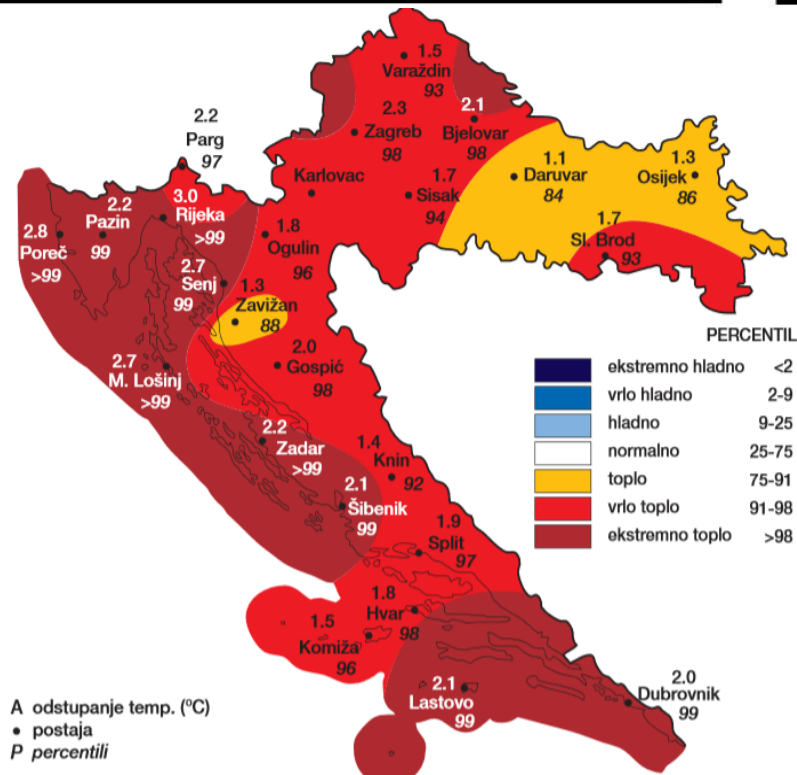 1.5
Varaždin
93
2.2
Parg
97
2.3
Zagreb
98
2.1
Bjelovar
98
1.1
Daruvar
84
1.3
Osijek
86
Karlovac
1.7
Sisak
94
3.0
Rijeka
>99
2.2
Pazin
99
2.8
Poreč
>99
1.8
Ogulin
96
1.7
Sl. Brod
93
2.7
Senj
99
1.3
Zavižan
88
2.0
Gospić
98
2.7
M. Lošinj
>99
2.2
Zadar
>99
1.4
Knin
92
2.1
Šibenik
99
1.9
Split
97
1.8
Hvar
98
1.5
Komiža
96
2.1
Lastovo
99
2.0
Dubrovnik
99
PERCENTIL
ekstremno hladno <2
vrlo hladno 2-9
hladno 9-25
normalno 25-75
toplo 75-91
vrlo toplo 91-98
ekstremno toplo >98
A odstupanje temp. (ºC)
• postaja
P percentili